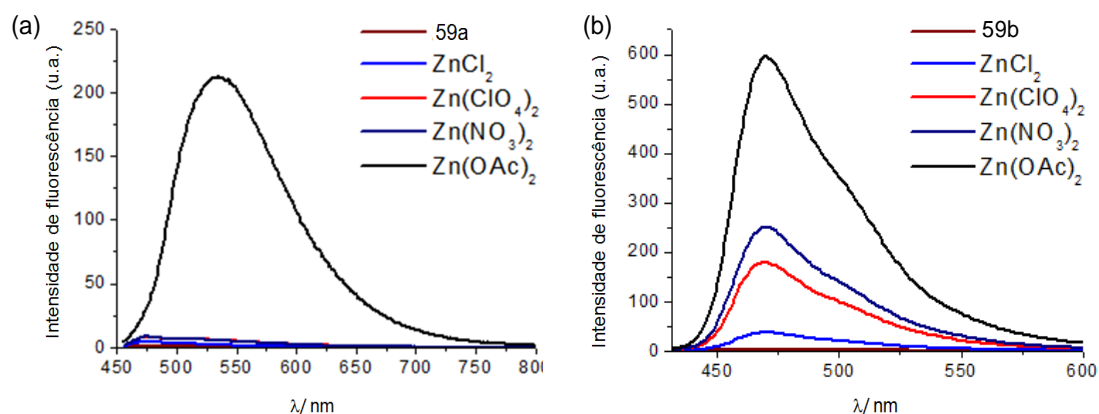 (a)
Intensidade de fluorescência (u.a.)
250
200
150
100
50
0
450 500 550 600 650 700 750 800
λ/ nm
59a
ZnCl₂
Zn(ClO₄)₂
Zn(NO₃)₂
Zn(OAc)₂
(b)
Intensidade de fluorescência (u.a.)
600
500
400
300
200
100
0
450 500 550 600
λ/ nm
59b
ZnCl₂
Zn(ClO₄)₂
Zn(NO₃)₂
Zn(OAc)₂